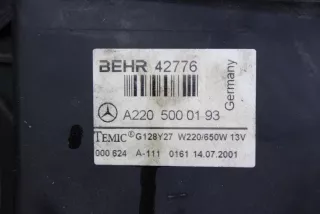 BEHR 42776
Germany
A220 500 01 93
TEMIC® G128Y27 W220/650W 13V
000 624 A-111 0161 14.07.2001